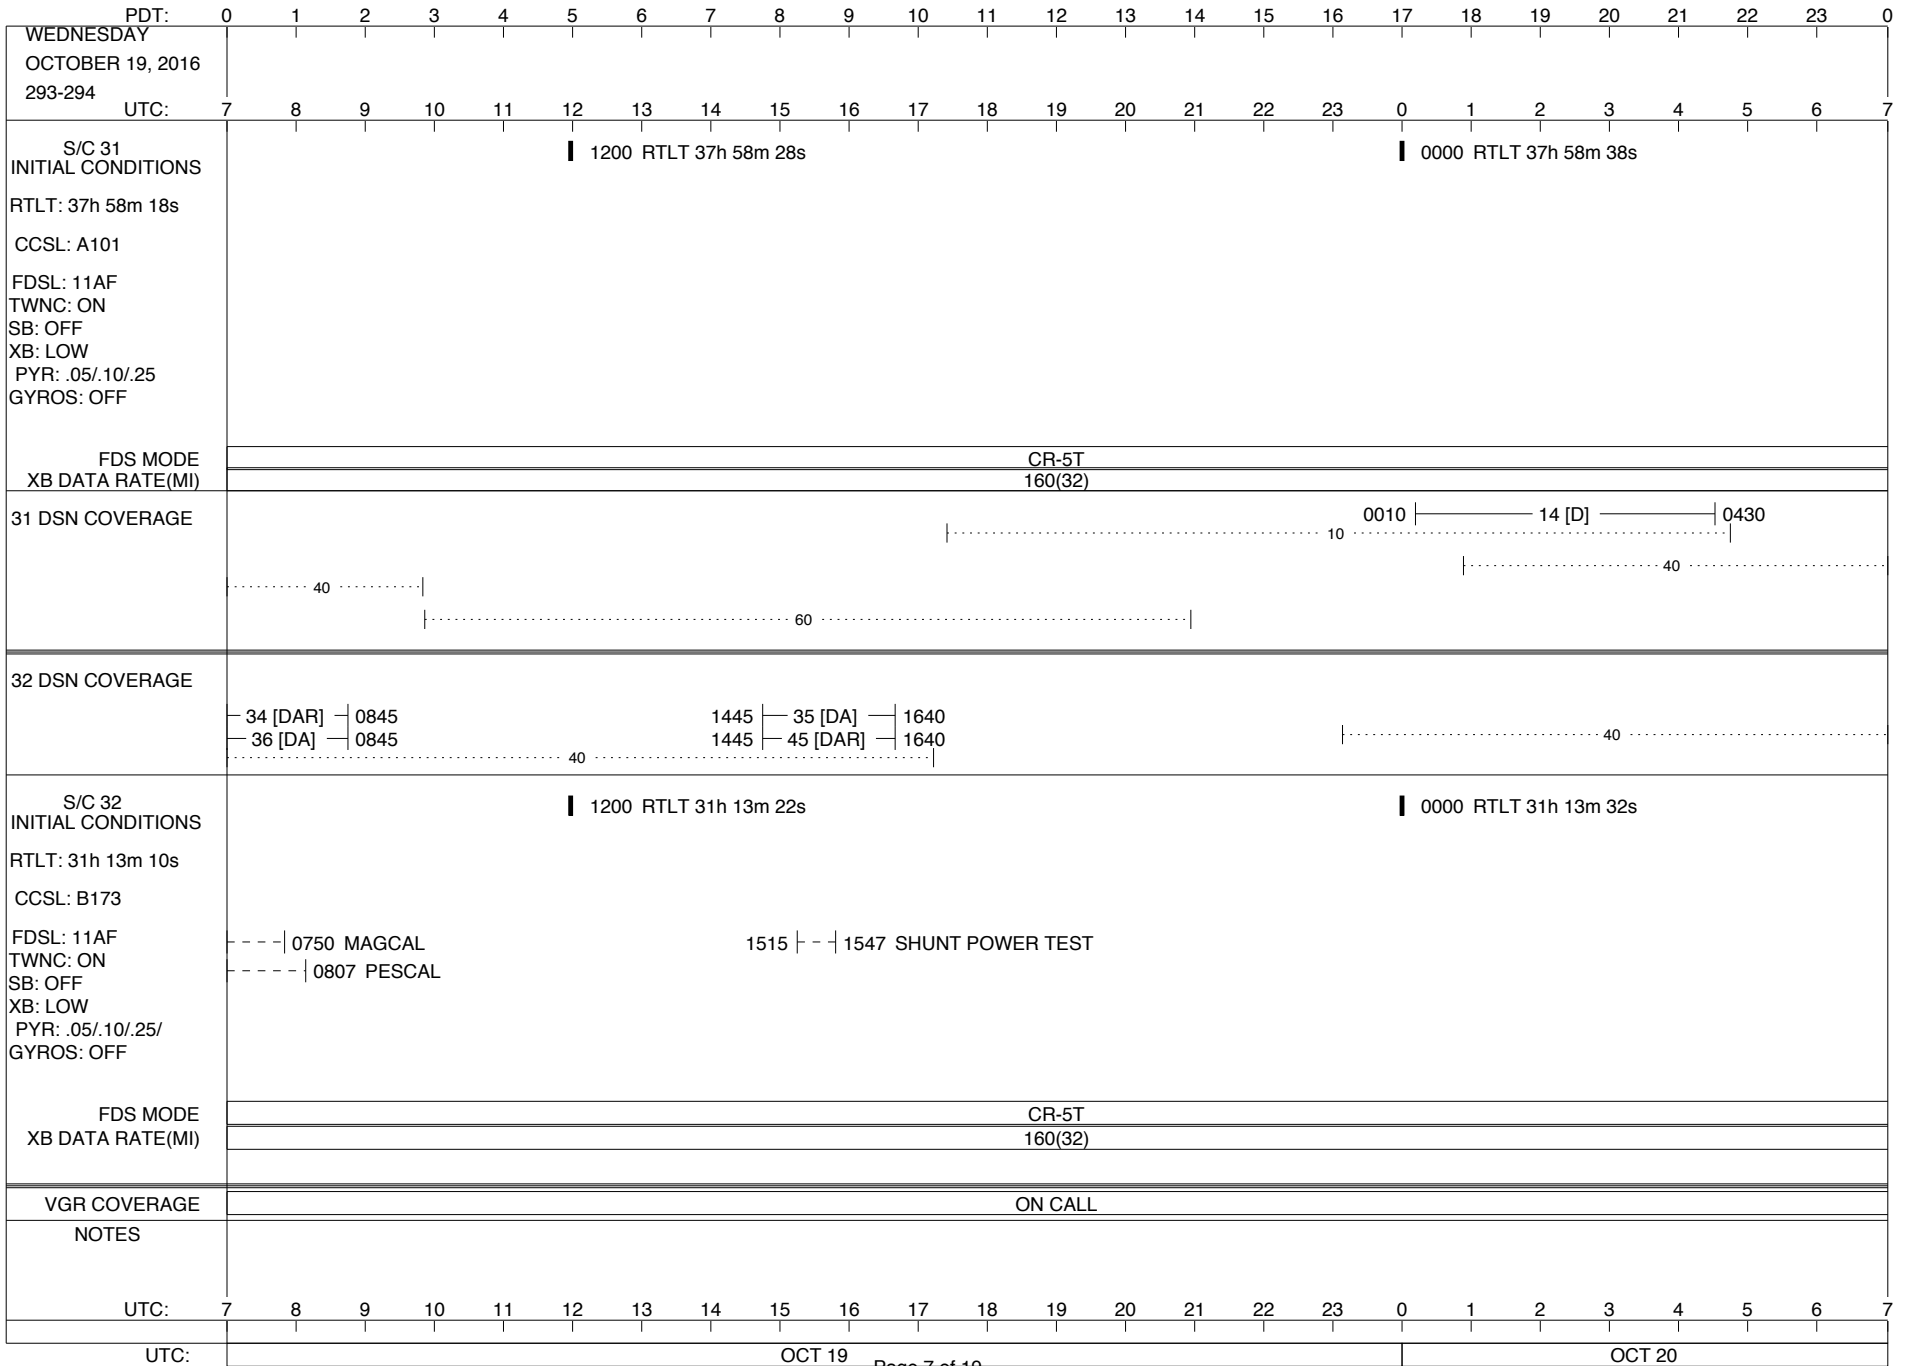 PDT: 0 1 2 3 4 5 6 7 8 9 10 11 12 13 14 15 16 17 18 19 20 21 22 23 0
WEDNESDAY
OCTOBER 19, 2016
293-294
UTC: 7 8 9 10 11 12 13 14 15 16 17 18 19 20 21 22 23 0 1 2 3 4 5 6 7
S/C 31
INITIAL CONDITIONS
1200 RTLT 37h 58m 28s
0000 RTLT 37h 58m 38s
RTLT: 37h 58m 18s
CCSL: A101
FDSL: 11AF
TWNC: ON
SB: OFF
XB: LOW
PYR: .05/.10/.25
GYROS: OFF
FDS MODE CR-5T
XB DATA RATE(MI) 160(32)
31 DSN COVERAGE
0010 14 [D] 0430
10
40
40
60
32 DSN COVERAGE
34 [DAR] 0845 1445 35 [DA] 1640
36 [DA] 0845 1445 45 [DAR] 1640
40
40
S/C 32
INITIAL CONDITIONS
1200 RTLT 31h 13m 22s
0000 RTLT 31h 13m 32s
RTLT: 31h 13m 10s
CCSL: B173
FDSL: 11AF
TWNC: ON
SB: OFF
XB: LOW
PYR: .05/.10/.25/
GYROS: OFF
0750 MAGCAL
1515 1547 SHUNT POWER TEST
0807 PESCAL
FDS MODE CR-5T
XB DATA RATE(MI) 160(32)
VGR COVERAGE ON CALL
NOTES
UTC: 7 8 9 10 11 12 13 14 15 16 17 18 19 20 21 22 23 0 1 2 3 4 5 6 7
UTC: OCT 19 OCT 20
Page 7 of 19